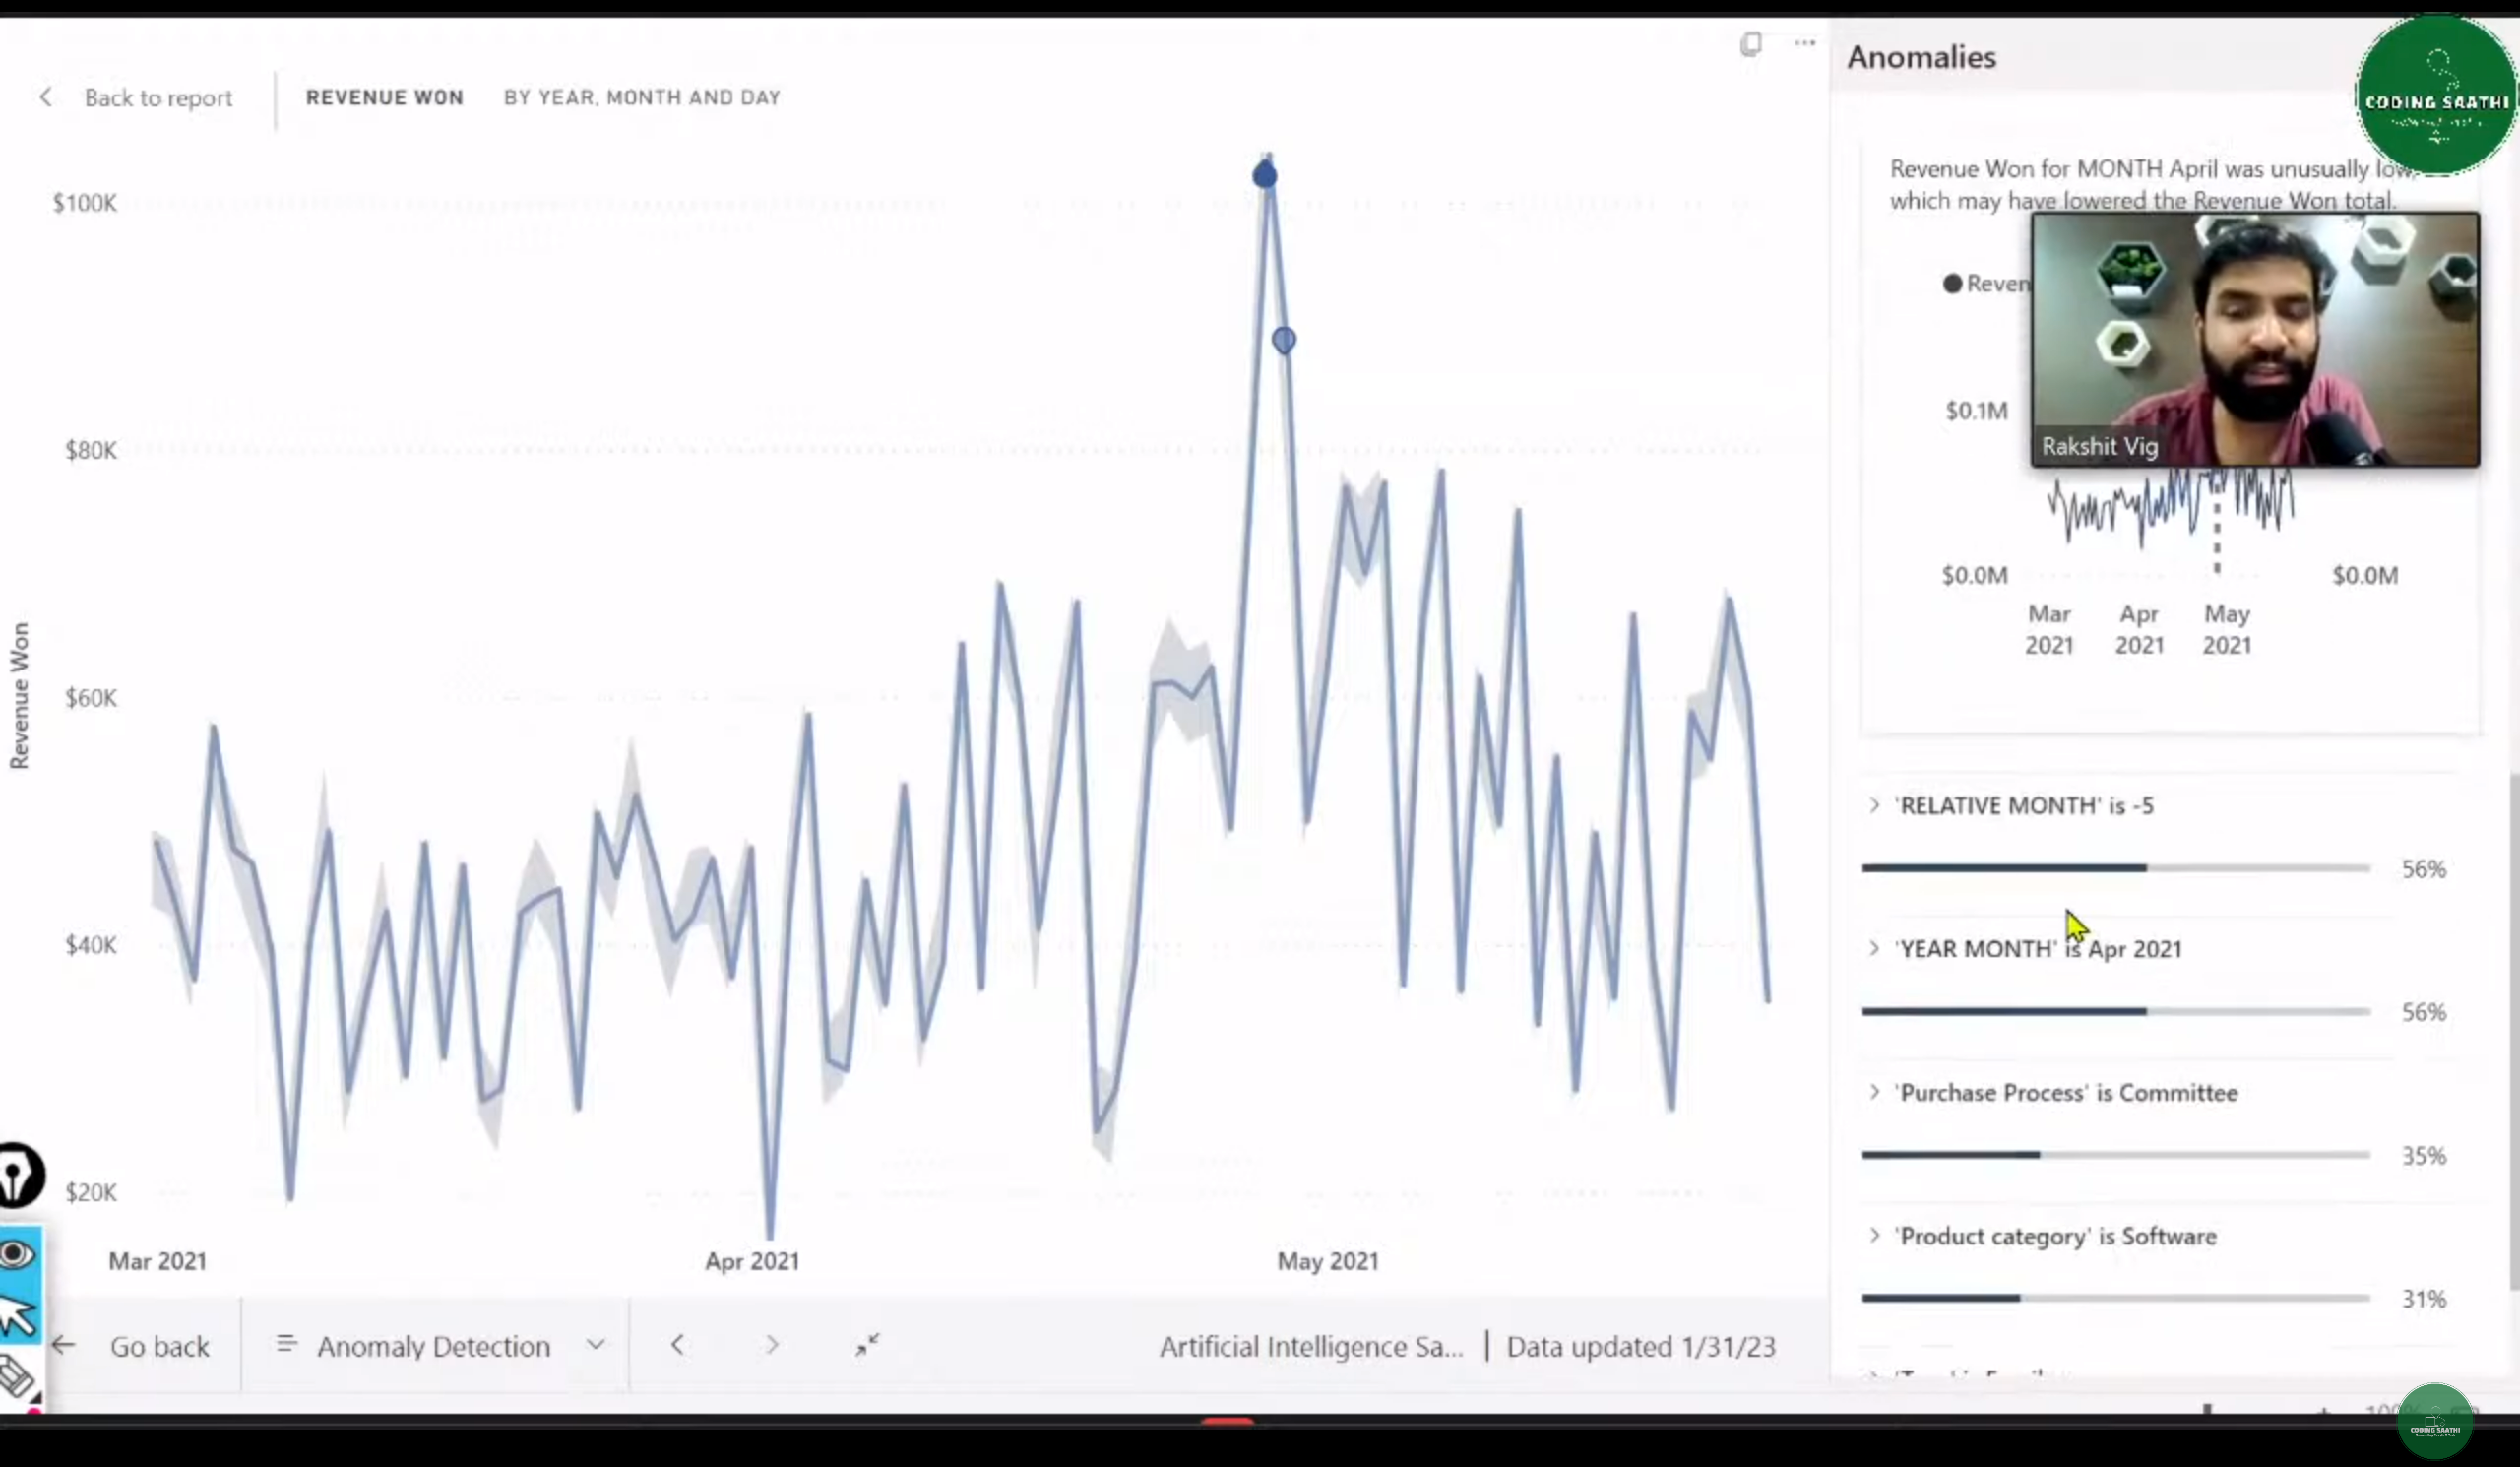 Back to report
REVENUE WON BY YEAR, MONTH AND DAY
Revenue Won
$100K
$80K
$60K
$40K
$20K
Mar 2021
Apr 2021
May 2021
Go back
Anomaly Detection
Artificial Intelligence Sa... | Data updated 1/31/23
Anomalies
CODING SAATHI
Revenue Won for MONTH April was unusually low,
which may have lowered the Revenue Won total.
Reven
Rakshit Vig
$0.1M
$0.0M
$0.0M
Mar 2021
Apr 2021
May 2021
'RELATIVE MONTH' is -5
56%
'YEAR MONTH' is Apr 2021
56%
'Purchase Process' is Committee
35%
'Product category' is Software
31%
CODING SAATHI